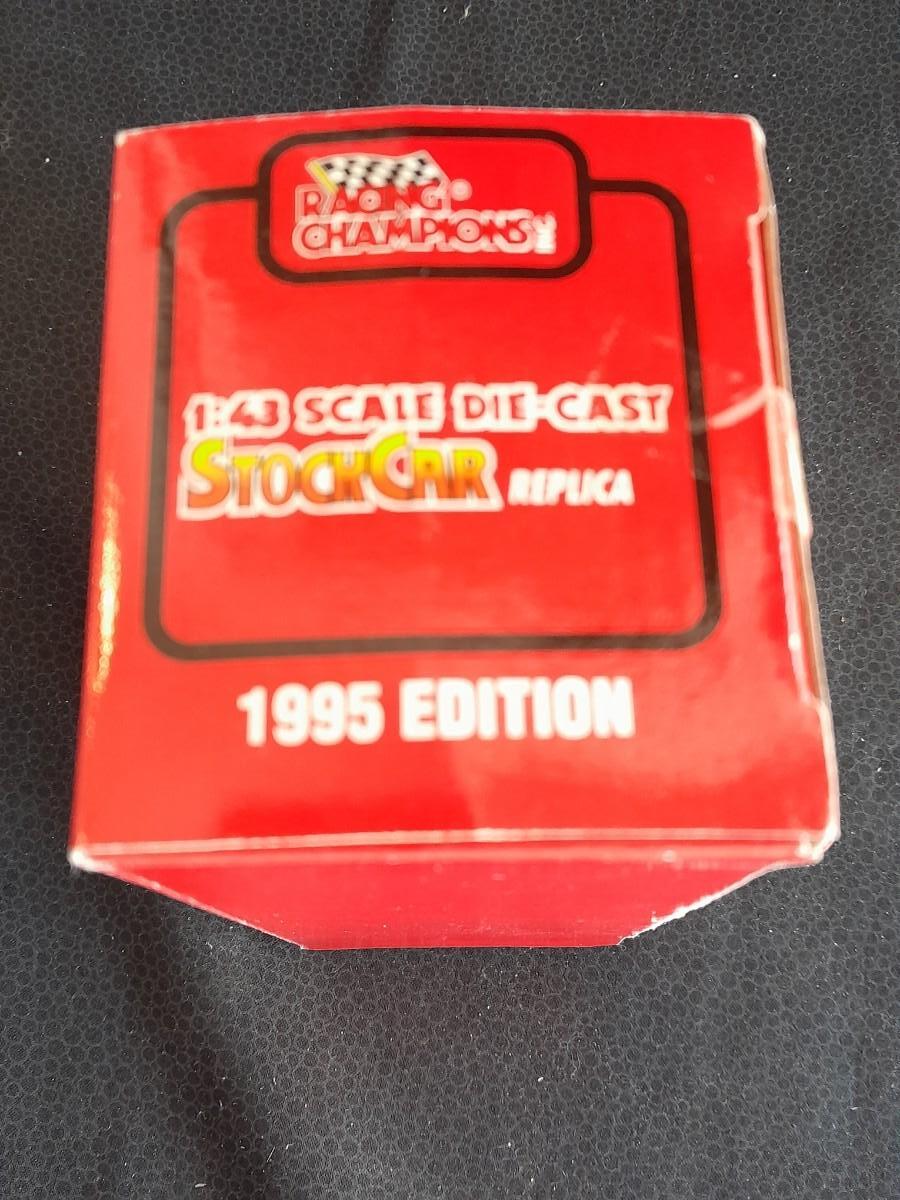 RACING®
CHAMPIONS INC.
1:43 SCALE DIE-CAST
STOCKCAR REPLICA
1995 EDITION